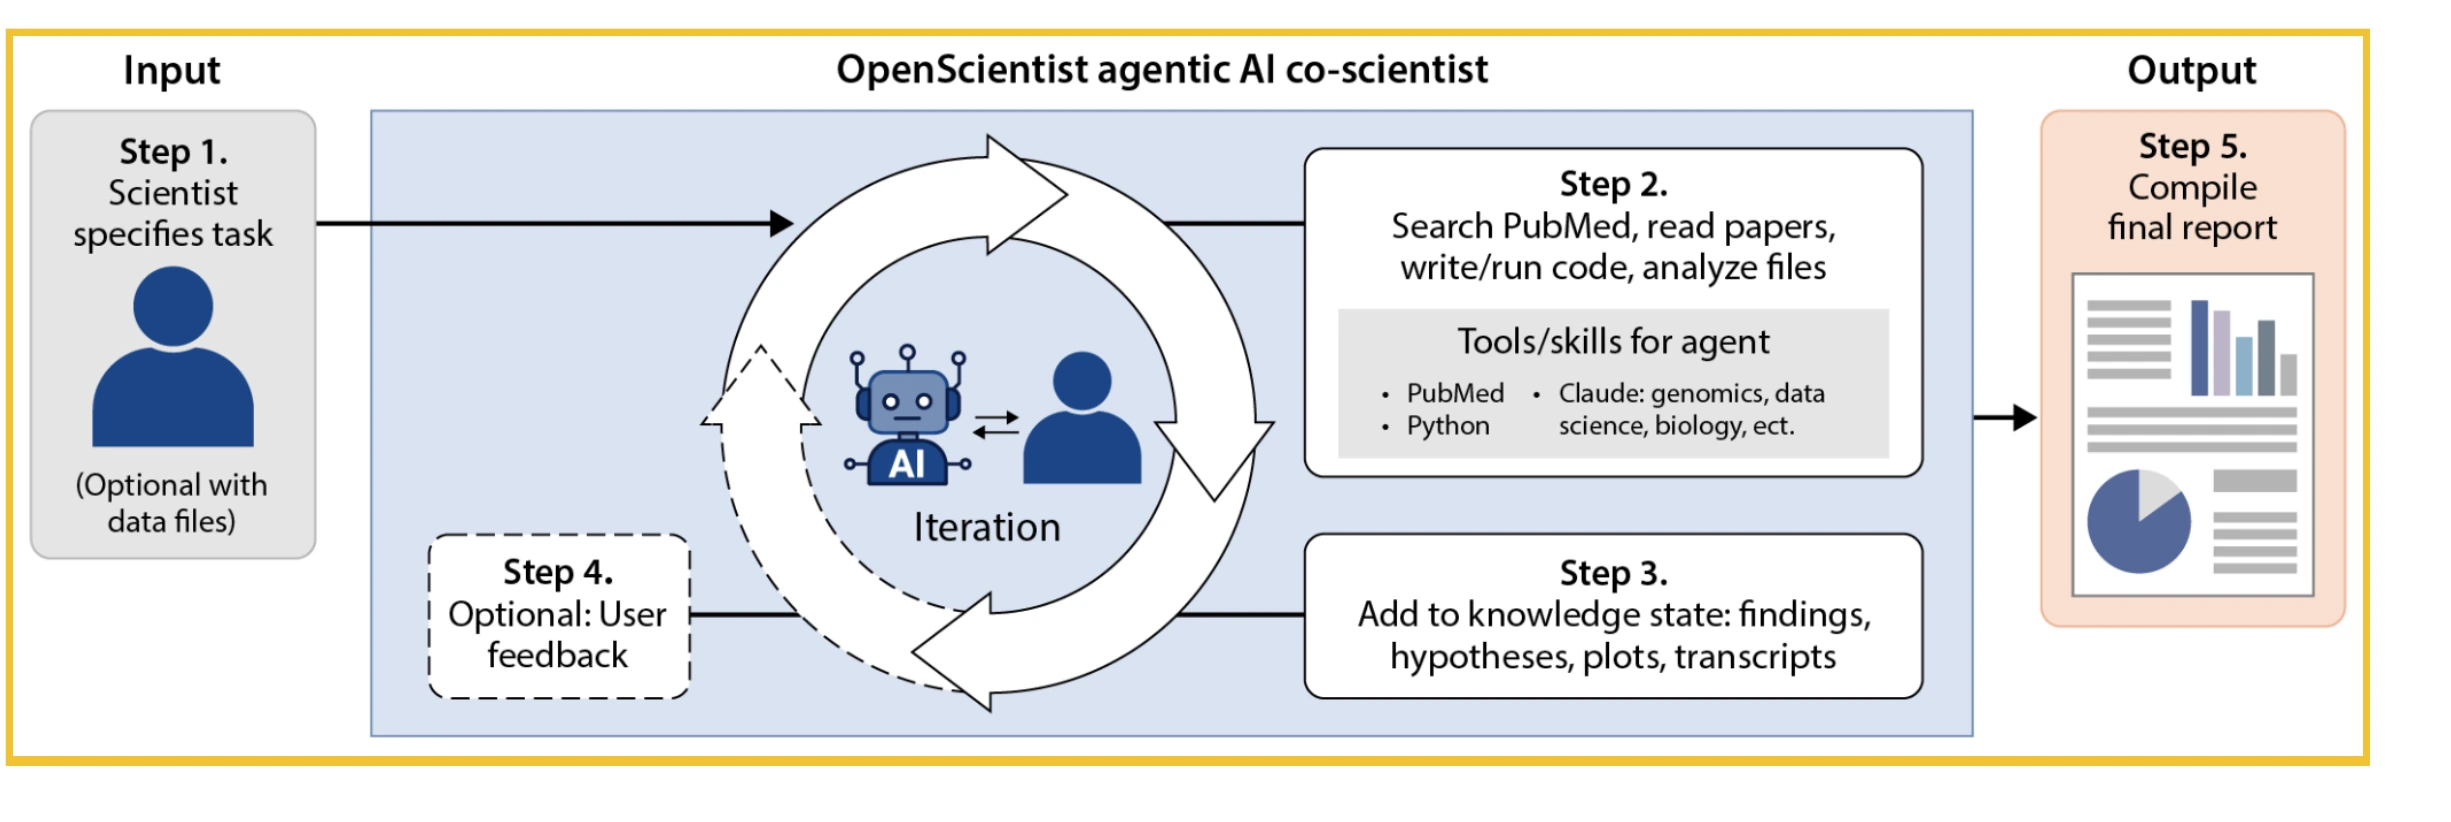 Input
OpenScientist agentic AI co-scientist
Output
Step 1.
Scientist
specifies task
(Optional with
data files)
Step 2.
Search PubMed, read papers,
write/run code, analyze files
Tools/skills for agent
• PubMed
• Python
• Claude: genomics, data
science, biology, ect.
AI
Iteration
Step 3.
Add to knowledge state: findings,
hypotheses, plots, transcripts
Step 4.
Optional: User
feedback
Step 5.
Compile
final report